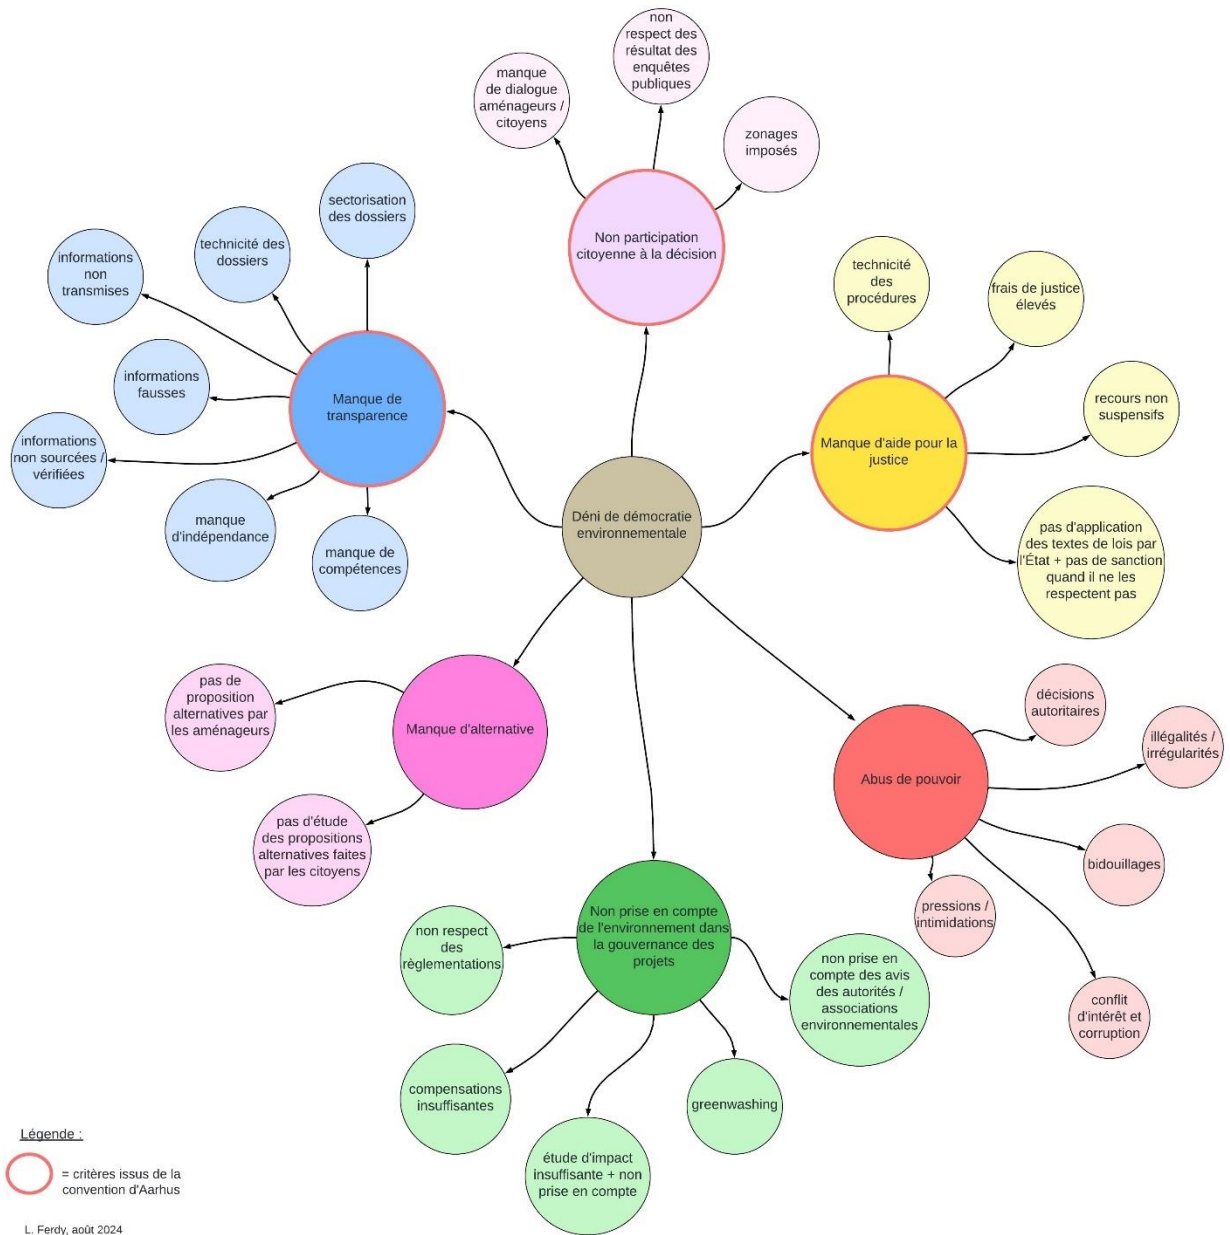 non
respect des
résultat des
enquêtes
publiques
manque
de dialogue
aménageurs /
citoyens
zonages
imposés
Non participation
citoyenne à la décision
sectorisation
des dossiers
technicité des
dossiers
informations
non
transmises
informations
fausses
informations
non sourcées /
vérifiées
manque
d'indépendance
manque de
compétences
Manque de
transparence
technicité
des
procédures
frais de justice
élevés
recours non
suspensifs
pas d'application
des textes de lois par
l'État + pas de sanction
quand il ne les
respectent pas
Manque d'aide pour la
justice
Déni de démocratie
environnementale
pas de
proposition
alternatives par
les aménageurs
pas d'étude
des propositions
alternatives faites
par les citoyens
Manque d'alternative
décisions
autoritaires
illégalités /
irrégularités
bidouillages
pressions /
intimidations
conflit
d'intérêt et
corruption
Abus de pouvoir
Non prise en compte
de l'environnement dans
la gouvernance des
projets
non respect
des
règlementations
compensations
insuffisantes
étude d'impact
insuffisante + non
prise en compte
greenwashing
non prise en
compte des avis
des autorités /
associations
environnementales
Légende :
= critères issus de la
convention d'Aarhus
L. Ferdy, août 2024